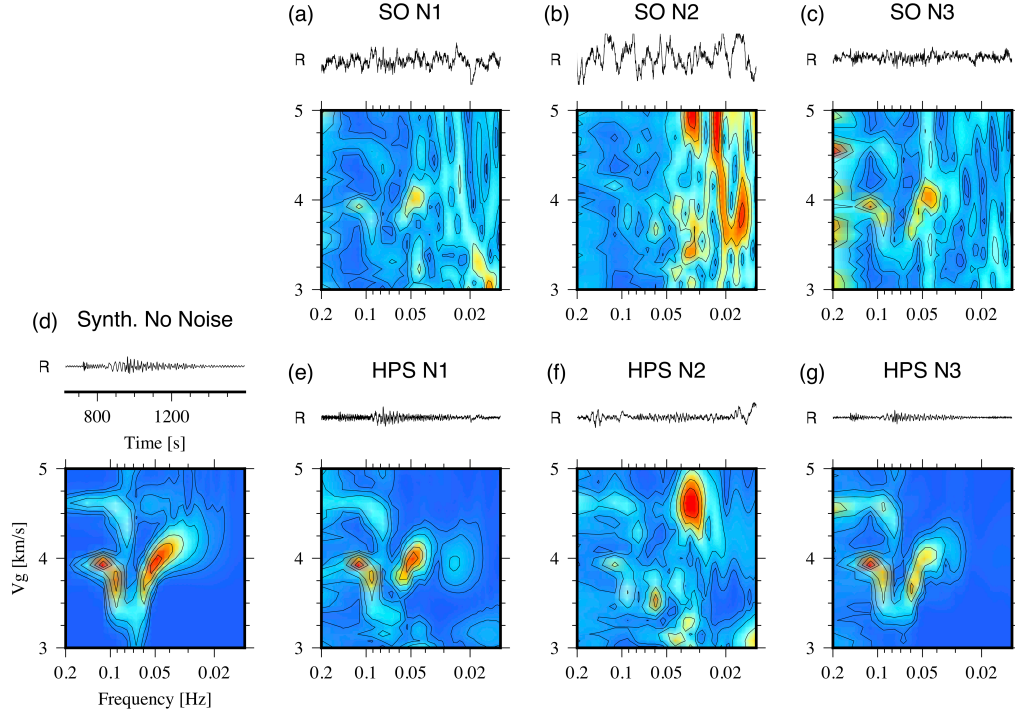 (a) SO N1 (b) SO N2 (c) SO N3
R R R
5 5 5
4 4 4
3 3 3
0.2 0.1 0.05 0.02 0.2 0.1 0.05 0.02 0.2 0.1 0.05 0.02
(d) Synth. No Noise
R
800 1200
Time [s]
(e) HPS N1 (f) HPS N2 (g) HPS N3
R R R
5 5 5 5
Vg [km/s]
4 4 4 4
3 3 3 3
0.2 0.1 0.05 0.02 0.2 0.1 0.05 0.02 0.2 0.1 0.05 0.02 0.2 0.1 0.05 0.02
Frequency [Hz]